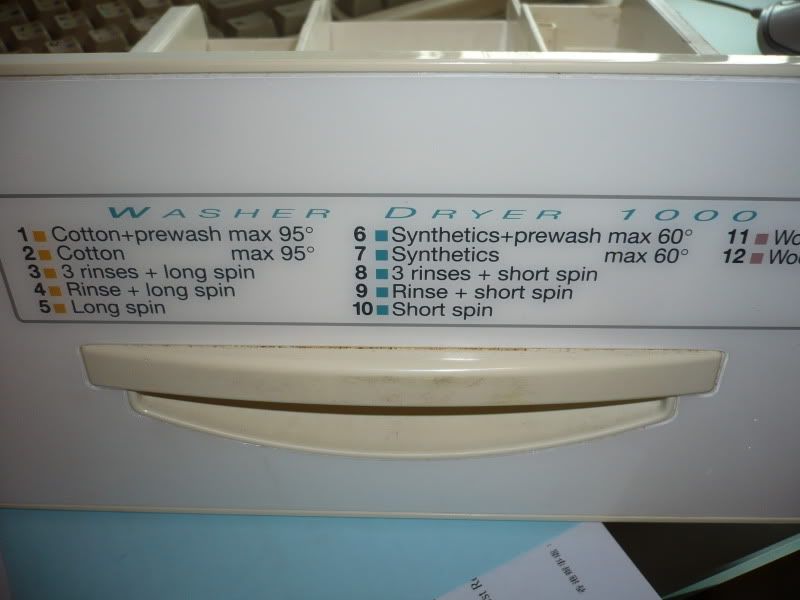 WASHER DRYER 1000
1 Cotton+prewash max 95°
2 Cotton max 95°
3 3 rinses + long spin
4 Rinse + long spin
5 Long spin
6 Synthetics+prewash max 60°
7 Synthetics max 60°
8 3 rinses + short spin
9 Rinse + short spin
10 Short spin
11 Wo
12 Wo